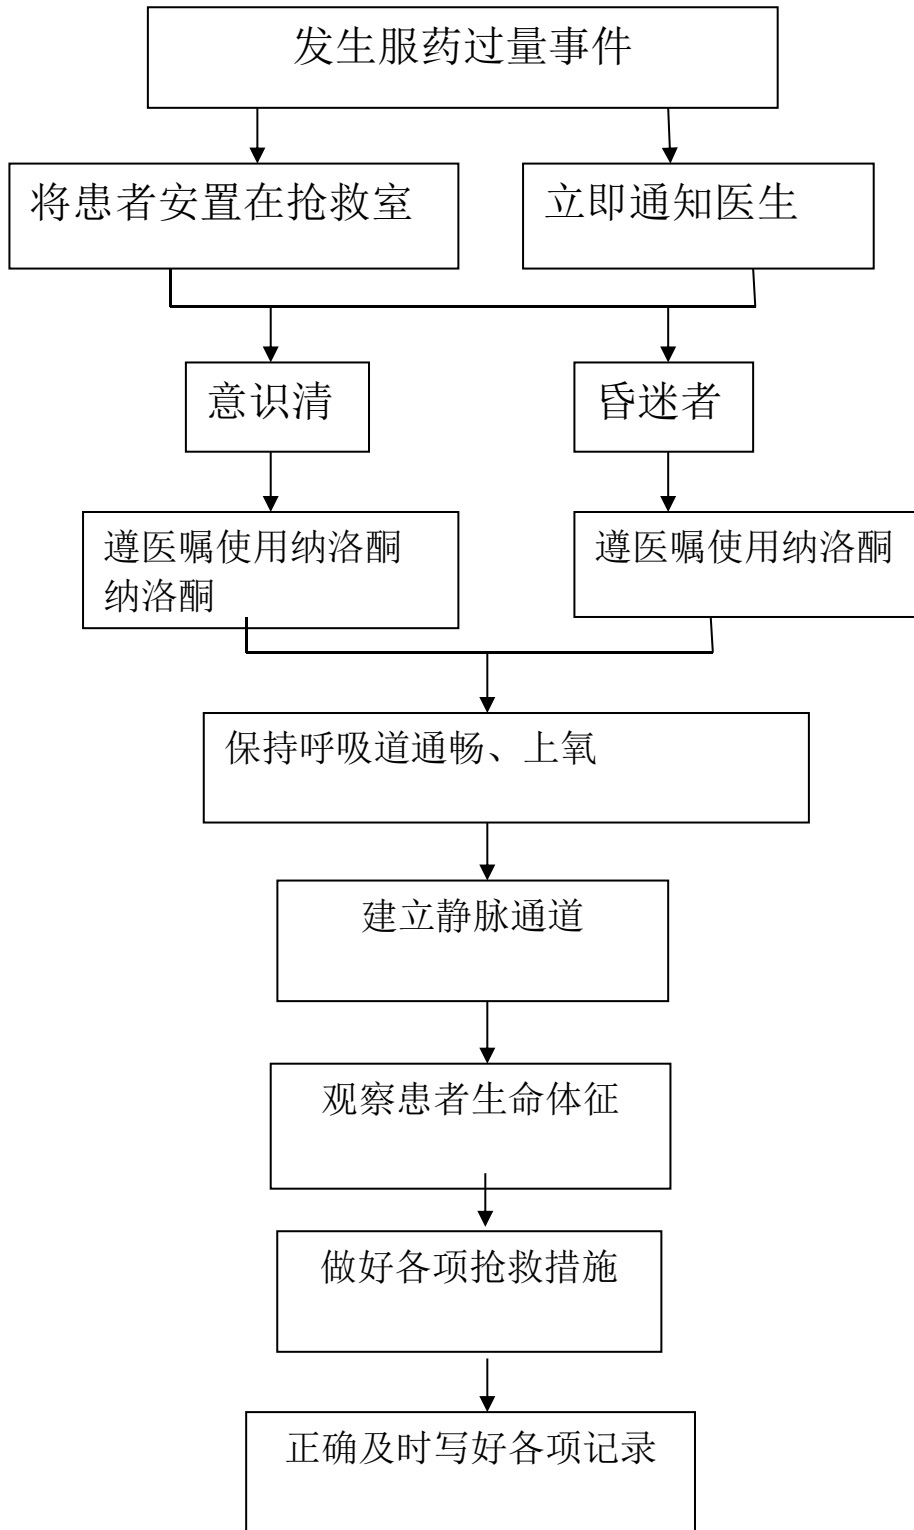 发生服药过量事件
将患者安置在抢救室
立即通知医生
意识清
昏迷者
遵医嘱使用纳洛酮
纳洛酮
遵医嘱使用纳洛酮
保持呼吸道通畅、上氧
建立静脉通道
观察患者生命体征
做好各项抢救措施
正确及时写好各项记录